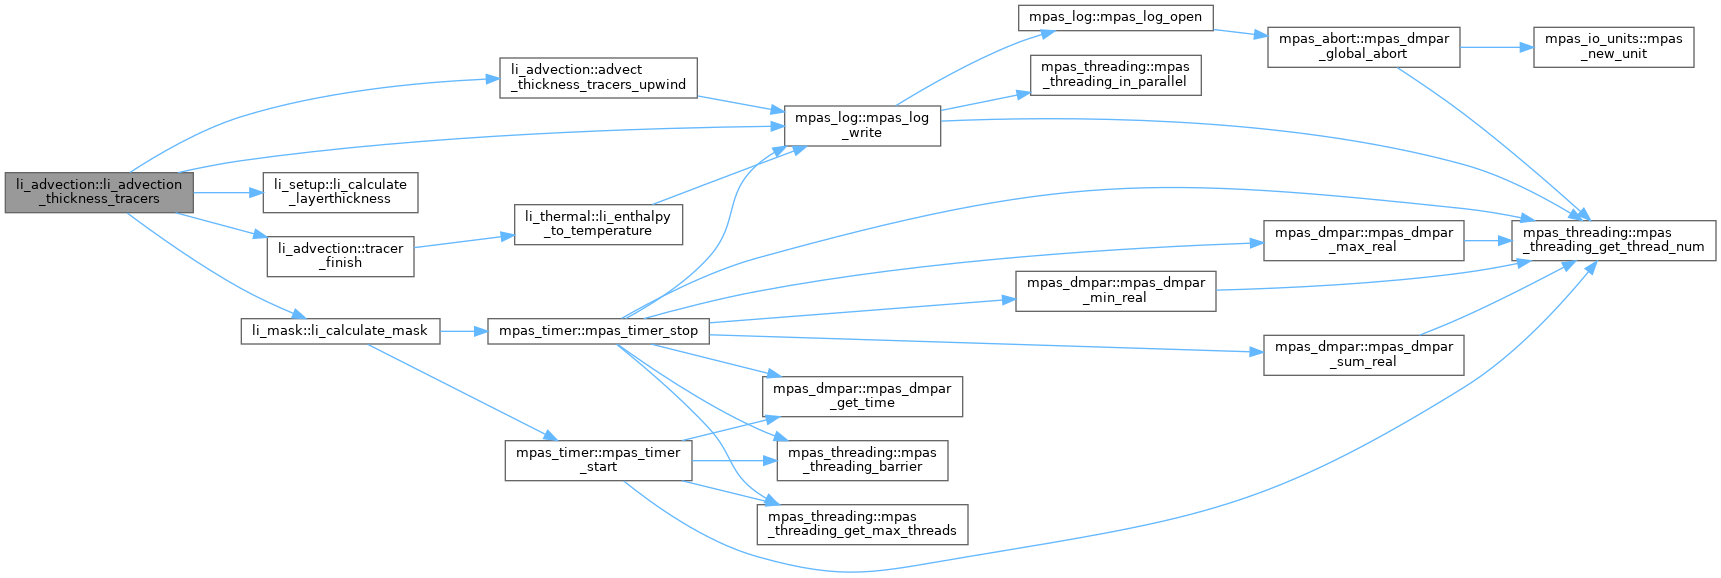 li_advection::li_advection
_thickness_tracers
li_advection::advect
_thickness_tracers_upwind
li_setup::li_calculate
_layerthickness
li_advection::tracer
_finish
li_thermal::li_enthalpy
_to_temperature
li_mask::li_calculate_mask
mpas_timer::mpas_timer_stop
mpas_timer::mpas_timer
_start
mpas_log::mpas_log
_write
mpas_dmpar::mpas_dmpar
_get_time
mpas_threading::mpas
_threading_barrier
mpas_threading::mpas
_threading_get_max_threads
mpas_log::mpas_log_open
mpas_threading::mpas
_threading_in_parallel
mpas_dmpar::mpas_dmpar
_min_real
mpas_abort::mpas_dmpar
_global_abort
mpas_dmpar::mpas_dmpar
_max_real
mpas_dmpar::mpas_dmpar
_sum_real
mpas_io_units::mpas
_new_unit
mpas_threading::mpas
_threading_get_thread_num